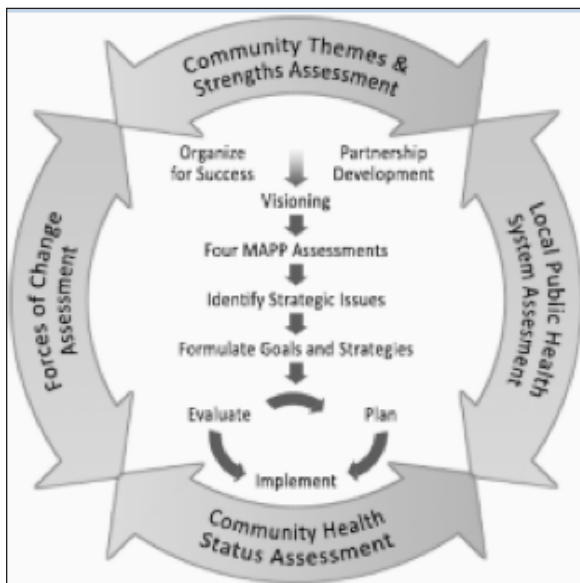 Community Themes &
Strengths Assessment
Organize
for Success
Partnership
Development
Visioning
Four MAPP Assessments
Identify Strategic Issues
Formulate Goals and Strategies
Evaluate
Plan
Implement
Forces of Change
Assessment
Local Public Health
System Assesment
Community Health
Status Assessment